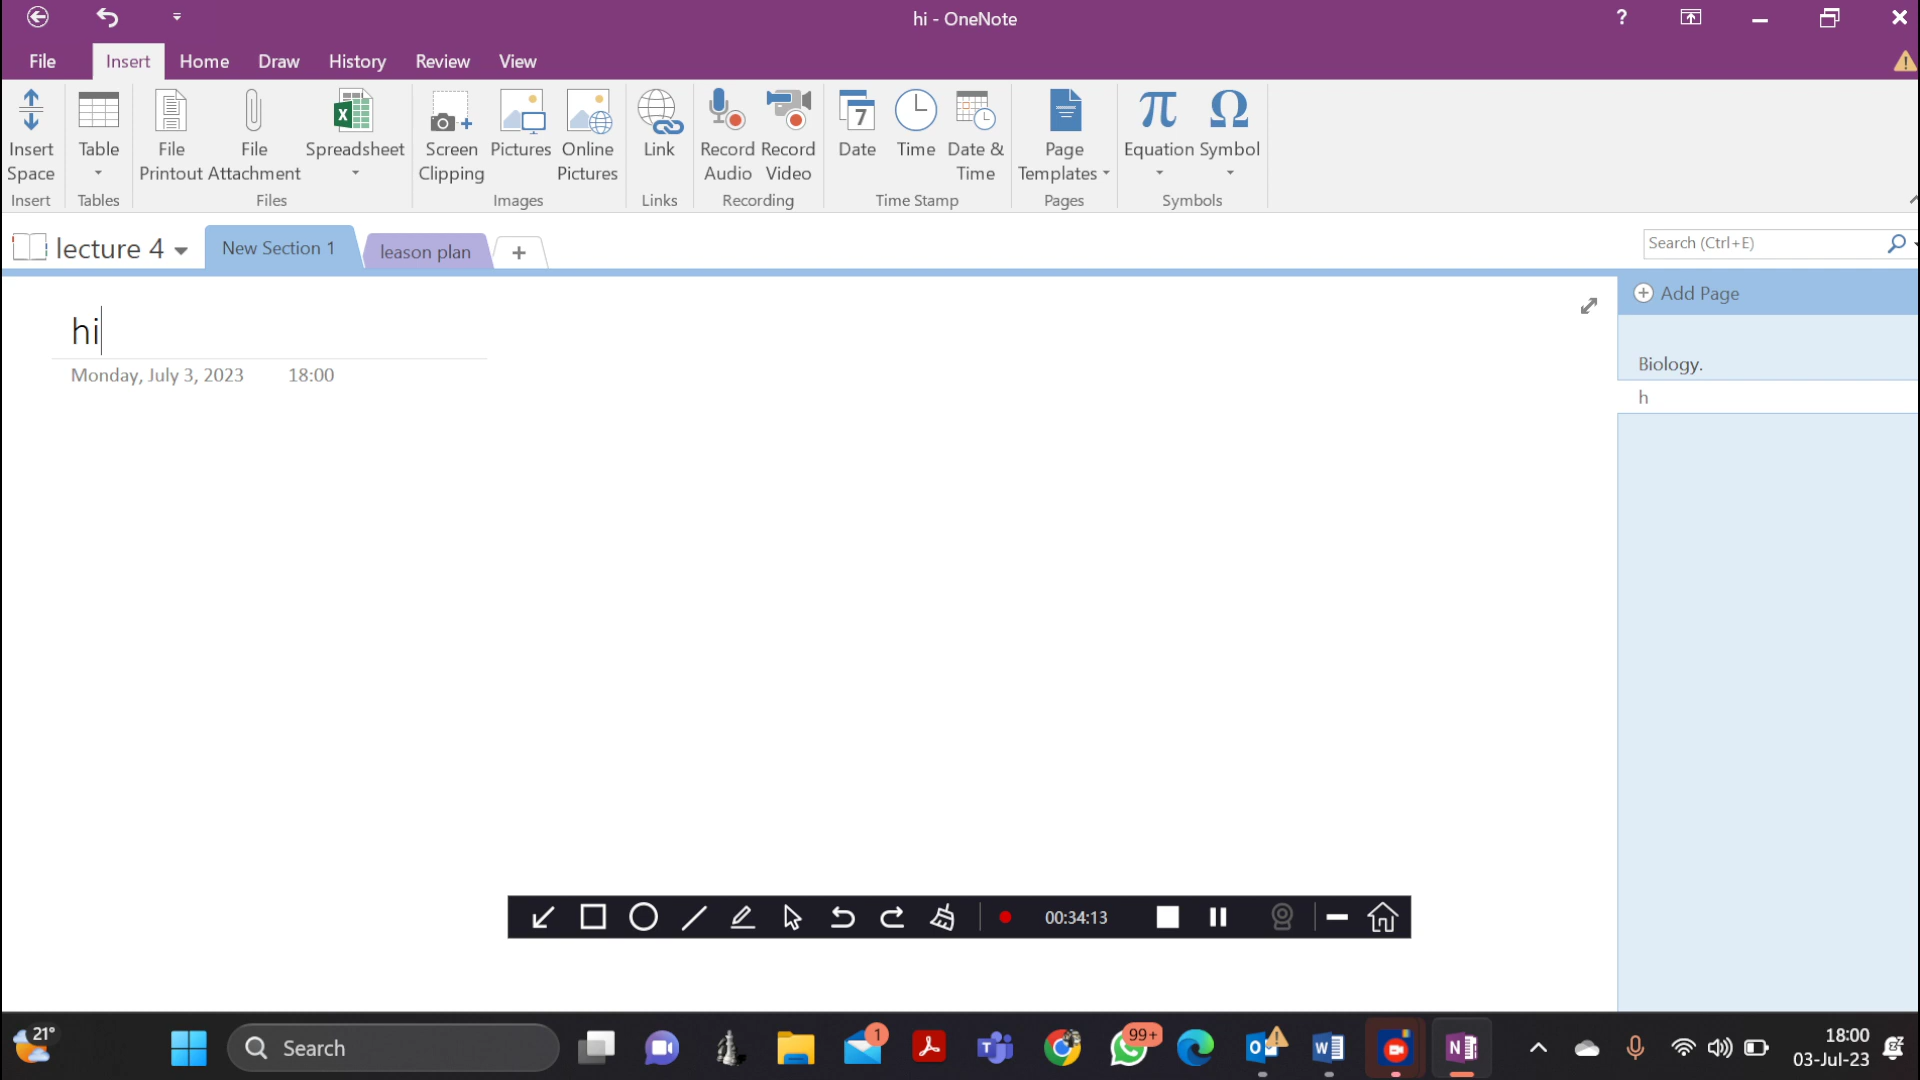 hi - OneNote
?
File Insert Home Draw History Review View
Insert Space
Table
File Printout
File Attachment
Spreadsheet
Screen Clipping
Pictures
Online Pictures
Link
Record Audio
Record Video
7
Date
Time
Date & Time
Page Templates
π
Equation
Ω
Symbol
Insert Tables Files Images Links Recording Time Stamp Pages Symbols
lecture 4 New Section 1 leason plan + Search (Ctrl+E)
Add Page
hi
Monday, July 3, 2023 18:00
Biology.
h
00:34:13
21°
Search
1
99+
18:00
03-Jul-23